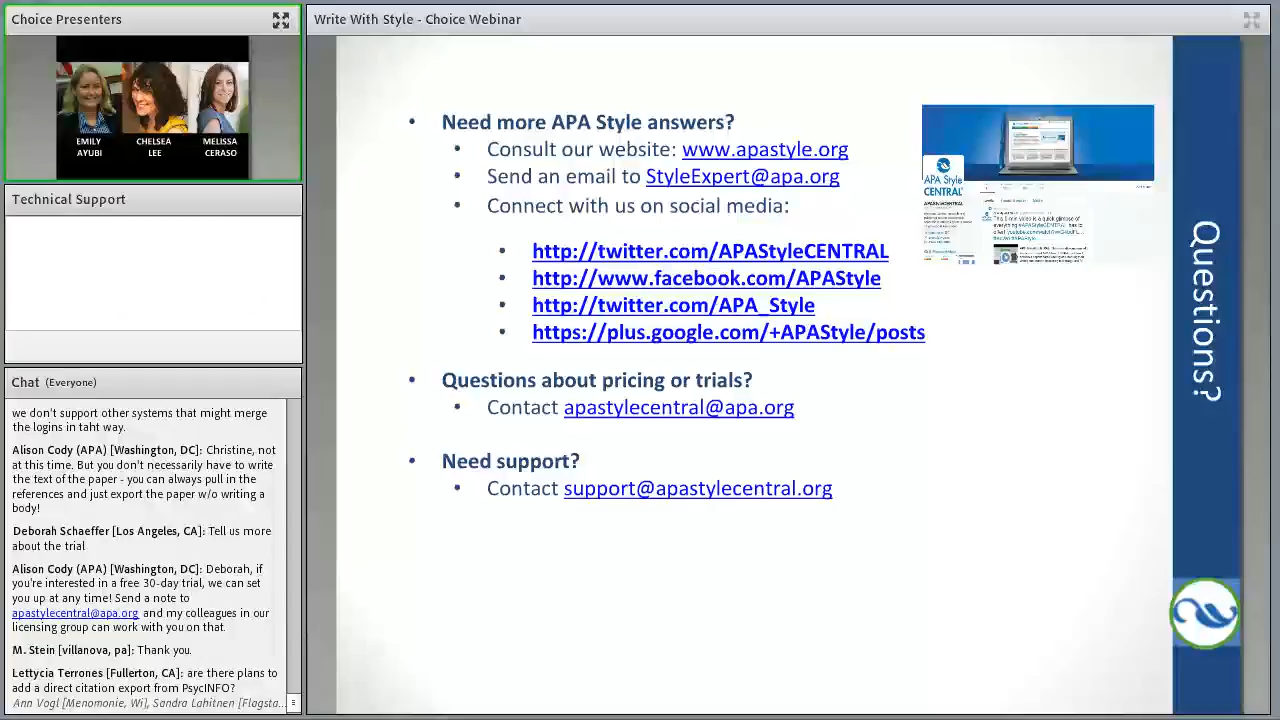 Choice Presenters
EMILY
AYUBI
CHELSEA
LEE
MELISSA
CERASO
Technical Support
Chat (Everyone)
we don't support other systems that might merge
the logins in taht way.
Alison Cody (APA) [Washington, DC]: Christine, not
at this time. But you don't necessarily have to write
the text of the paper - you can always pull in the
references and just export the paper w/o writing a
body!
Deborah Schaeffer [Los Angeles, CA]: Tell us more
about the trial
Alison Cody (APA) [Washington, DC]: Deborah, if
you're interested in a free 30-day trial, we can set
you up at any time! Send a note to
apastylecentral@apa.org and my colleagues in our
licensing group can work with you on that.
M. Stein [villanova, pa]: Thank you.
Lettycia Terrones [Fullerton, CA]: are there plans to
add a direct citation export from PsycINFO?
Ann Vogl [Menomonie, Wi], Sandra Lahitnen [Flagsta...
Write With Style - Choice Webinar
• Need more APA Style answers?
• Consult our website: www.apastyle.org
• Send an email to StyleExpert@apa.org
• Connect with us on social media:
• http://twitter.com/APAStyleCENTRAL
• http://www.facebook.com/APAStyle
• http://twitter.com/APA_Style
• https://plus.google.com/+APAStyle/posts
• Questions about pricing or trials?
• Contact apastylecentral@apa.org
• Need support?
• Contact support@apastylecentral.org
APA Style
CENTRAL
Questions?